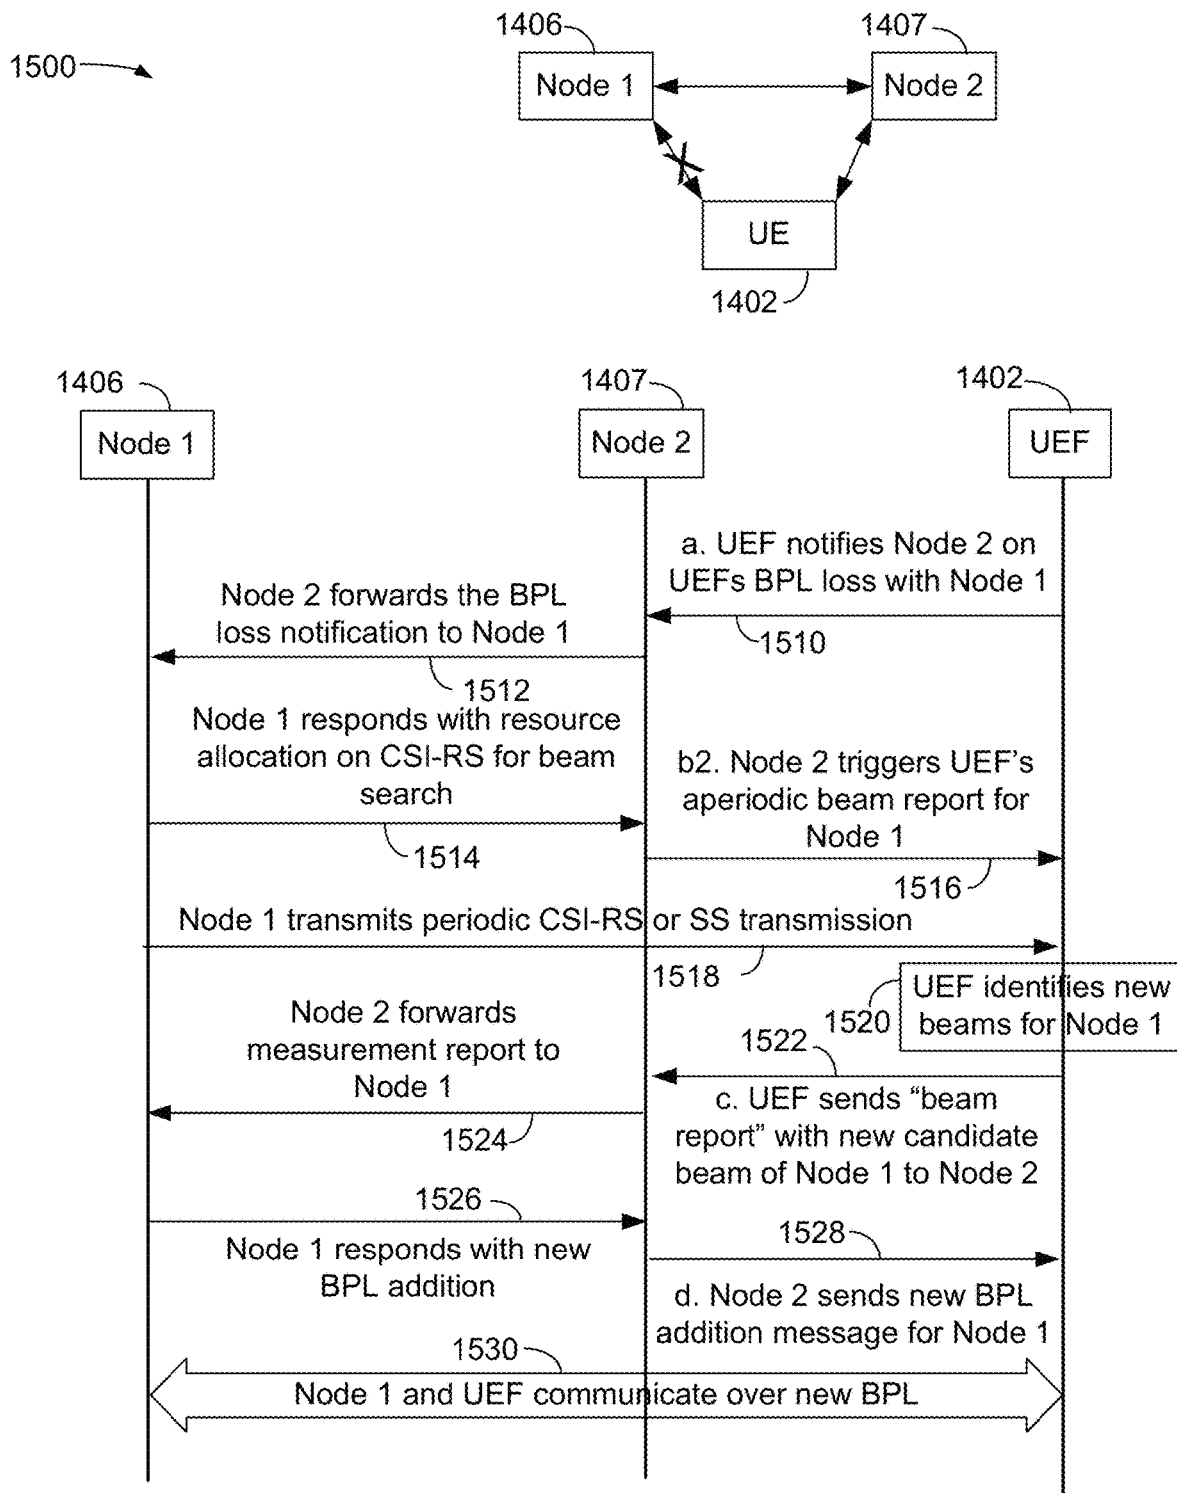 1500
1406
1407
Node 1
Node 2
UE
1402
1406
1407
1402
Node 1
Node 2
UEF
a. UEF notifies Node 2 on
UEFs BPL loss with Node 1
1510
Node 2 forwards the BPL
loss notification to Node 1
1512
Node 1 responds with resource
allocation on CSI-RS for beam
search
1514
b2. Node 2 triggers UEF's
aperiodic beam report for
Node 1
1516
Node 1 transmits periodic CSI-RS or SS transmission
1518
UEF identifies new
beams for Node 1
1520
1522
c. UEF sends “beam
report” with new candidate
beam of Node 1 to Node 2
Node 2 forwards
measurement report to
Node 1
1524
1526
Node 1 responds with new
BPL addition
1528
d. Node 2 sends new BPL
addition message for Node 1
1530
Node 1 and UEF communicate over new BPL